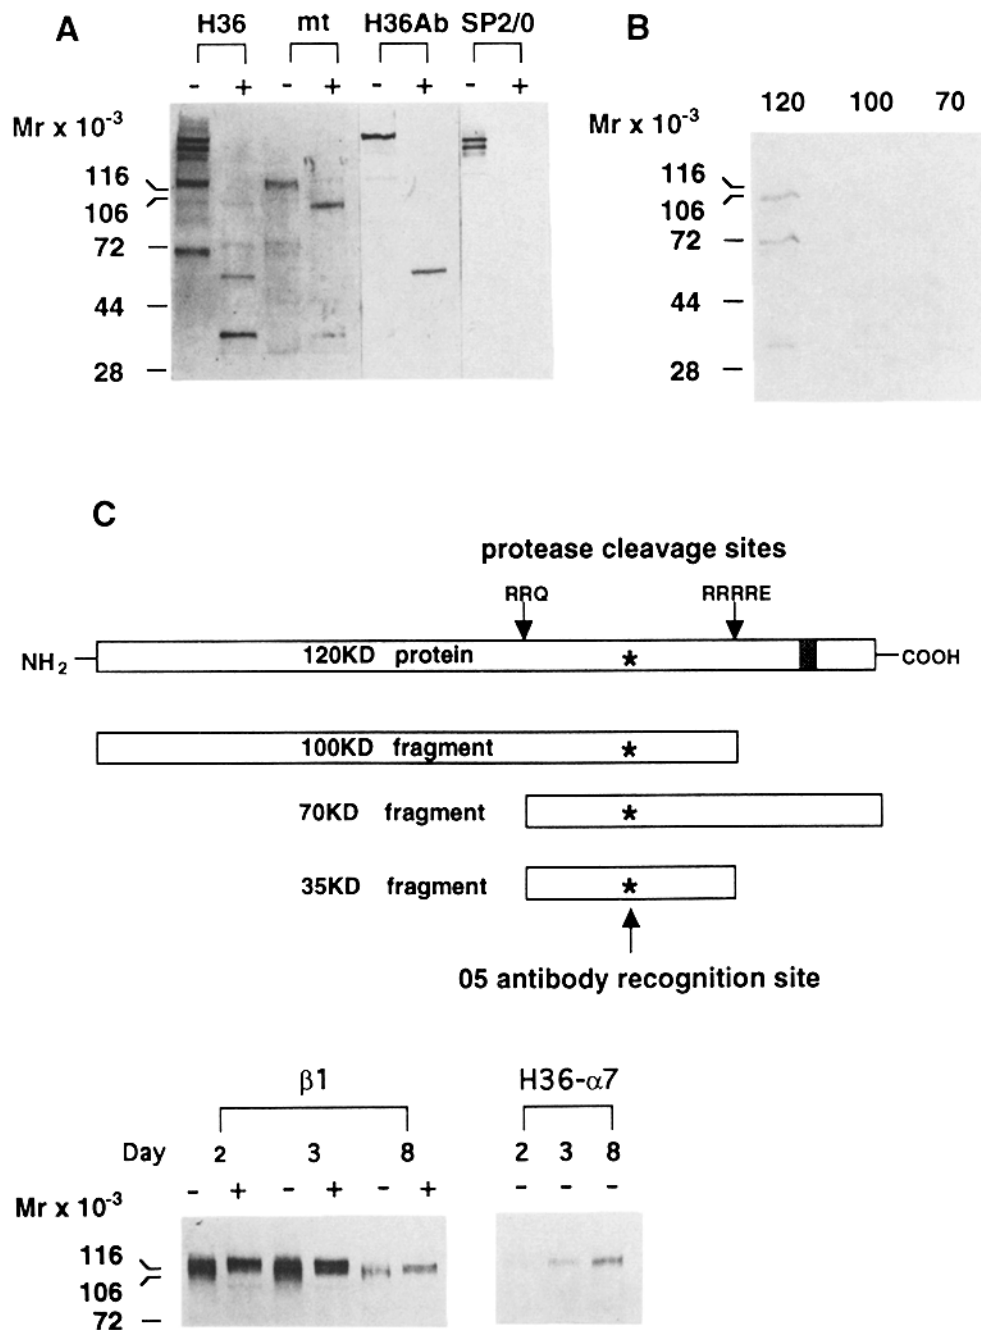 A
H36 mt H36Ab SP2/0
- + - + - + - +
Mr x 10-3
116
106
72
44
28
B
120 100 70
Mr x 10-3
116
106
72
44
28
C
protease cleavage sites
RRQ RRRRE
NH2 120KD protein * COOH
100KD fragment *
70KD fragment *
35KD fragment *
05 antibody recognition site
β1
Day 2 3 8
- + - + - +
Mr x 10-3
116
106
72
H36-α7
2 3 8
- - -